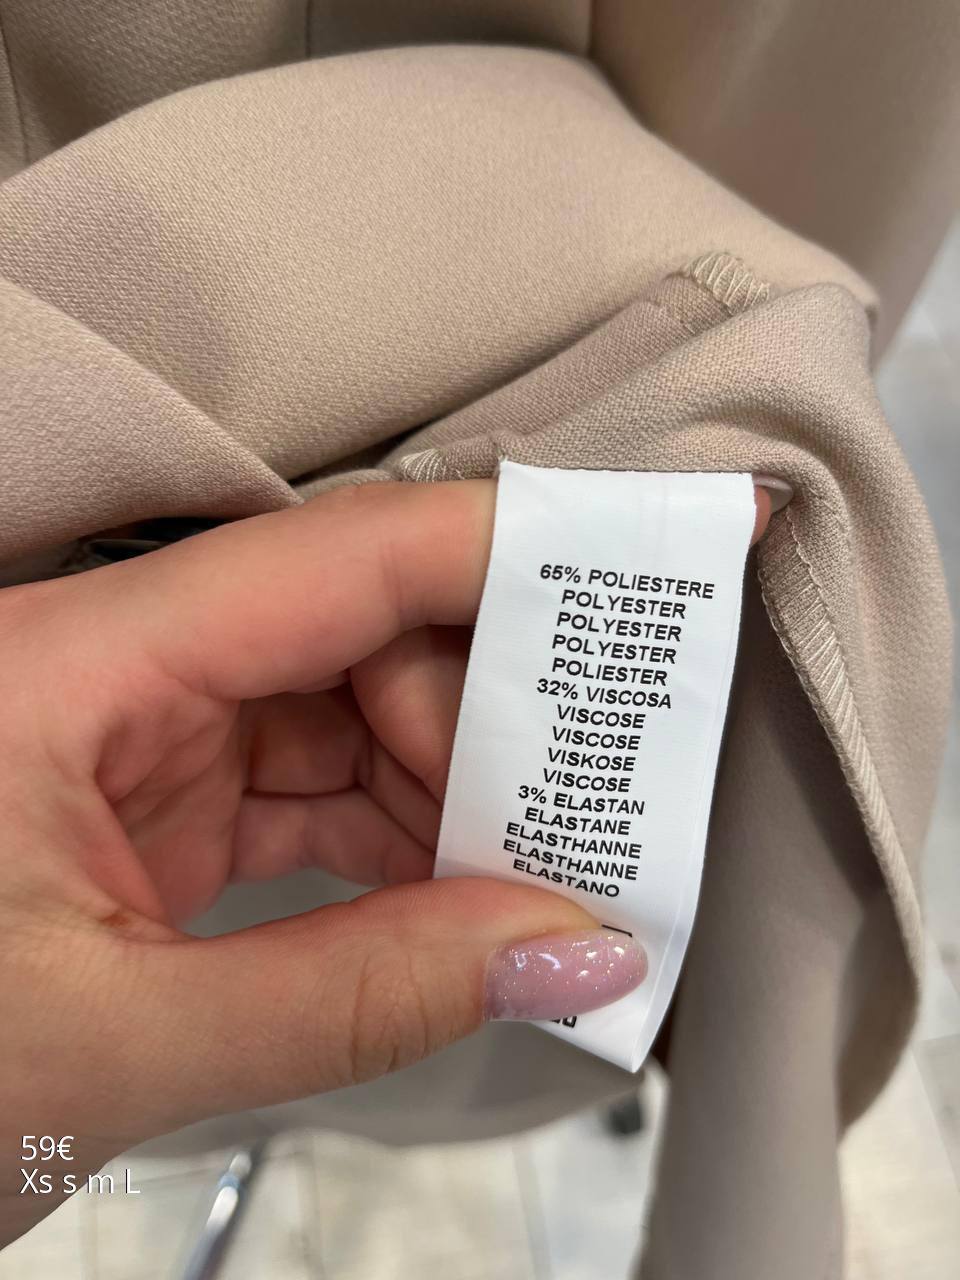 65% POLIESTERE
POLYESTER
POLYESTER
POLYESTER
POLIESTER
32% VISCOSA
VISCOSE
VISCOSE
VISKOSE
VISCOSE
3% ELASTAN
ELASTANE
ELASTHANNE
ELASTHANNE
ELASTANO
59€
Xs s m L